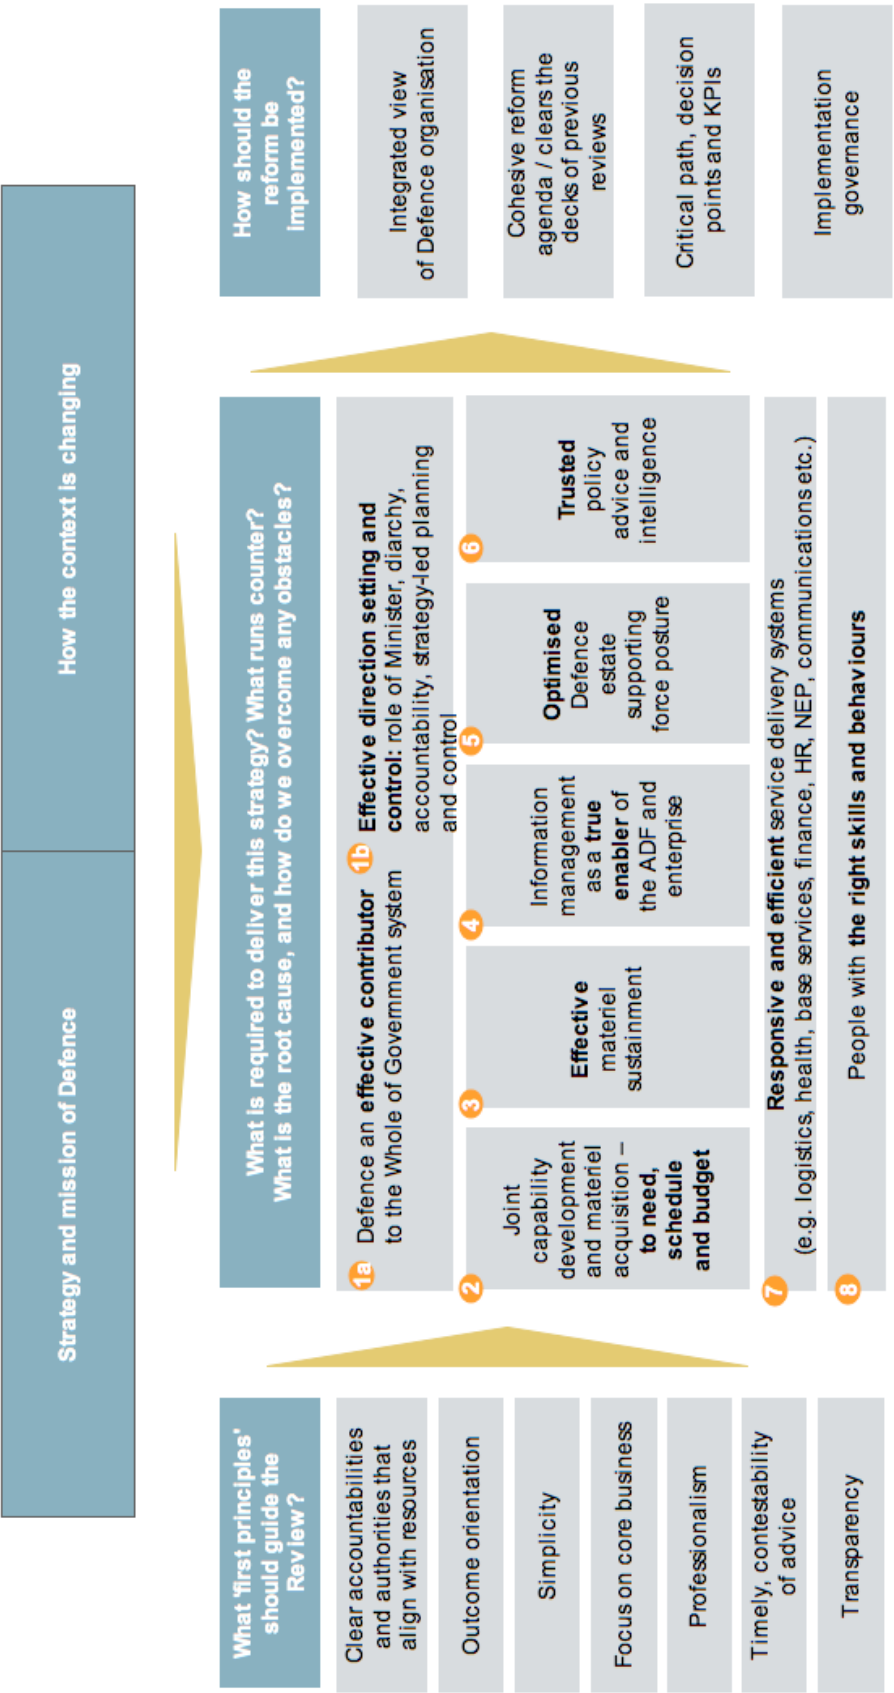 Strategy and mission of Defence
How the context is changing
What 'first principles'
should guide the
Review?
Clear accountabilities
and authorities that
align with resources
Outcome orientation
Simplicity
Focus on core business
Professionalism
Timely, contestability
of advice
Transparency
What is required to deliver this strategy? What runs counter?
What is the root cause, and how do we overcome any obstacles?
1a
Defence an effective contributor
to the Whole of Government system
1b
Effective direction setting and
control: role of Minister, diarchy,
accountability, strategy-led planning
and control
2
Joint
capability
development
and materiel
acquisition –
to need,
schedule
and budget
3
Effective
materiel
sustainment
4
Information
management
as a true
enabler of
the ADF and
enterprise
5
Optimised
Defence
estate
supporting
force posture
6
Trusted
policy
advice and
intelligence
7
Responsive and efficient service delivery systems
(e.g. logistics, health, base services, finance, HR, NEP, communications etc.)
8
People with the right skills and behaviours
How should the
reform be
implemented?
Integrated view
of Defence organisation
Cohesive reform
agenda / clears the
decks of previous
reviews
Critical path, decision
points and KPIs
Implementation
governance